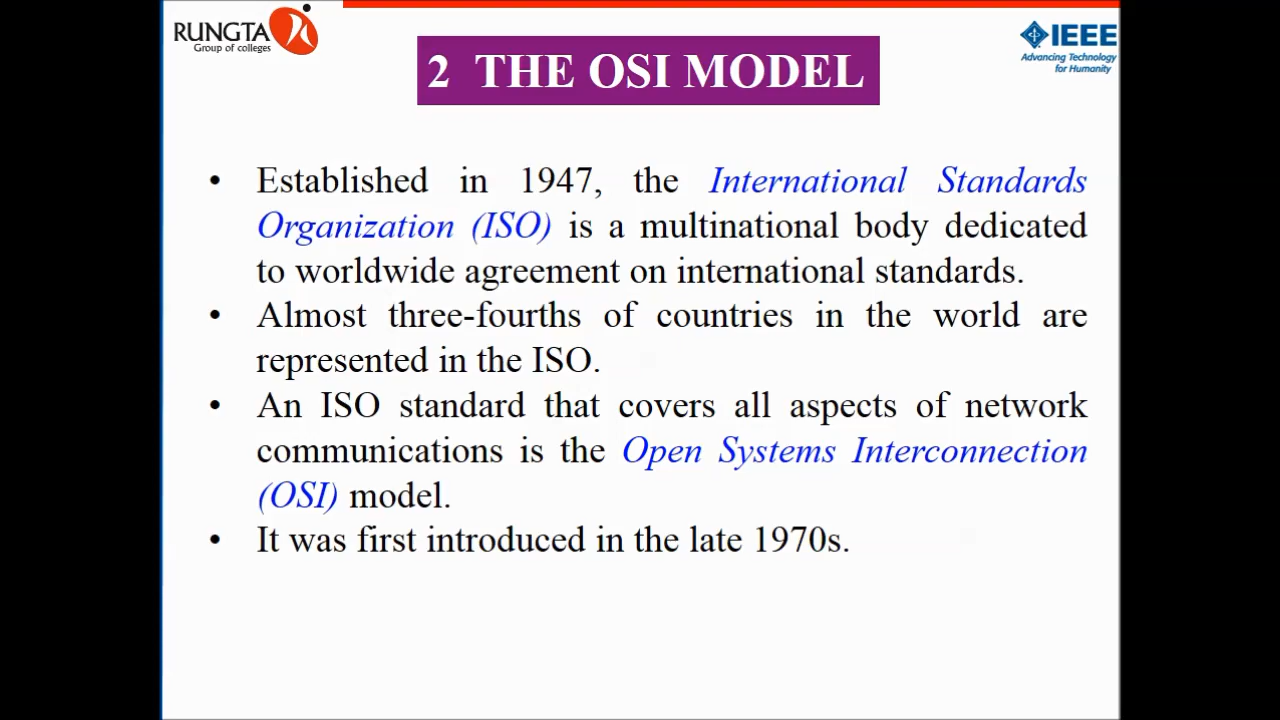 RUNGTA
Group of colleges
IEEE
Advancing Technology
for Humanity
2 THE OSI MODEL
• Established in 1947, the International Standards
Organization (ISO) is a multinational body dedicated
to worldwide agreement on international standards.
• Almost three-fourths of countries in the world are
represented in the ISO.
• An ISO standard that covers all aspects of network
communications is the Open Systems Interconnection
(OSI) model.
• It was first introduced in the late 1970s.